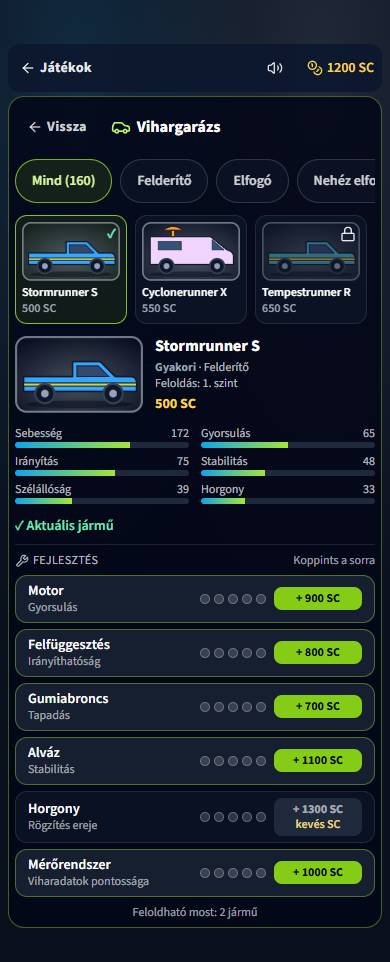 Játékok
1200 SC
Vissza
Vihargarázs
Mind (160)
Felderítő
Elfogó
Nehéz elfo
Stormrunner S
500 SC
Cyclonerunner X
550 SC
Tempestrunner R
650 SC
Stormrunner S
Gyakori · Felderítő
Feloldás: 1. szint
500 SC
Sebesség 172
Gyorsulás 65
Irányítás 75
Stabilitás 48
Szélállóság 39
Horgony 33
✓ Aktuális jármű
FEJLESZTÉS
Koppints a sorra
Motor
Gyorsulás
+ 900 SC
Felfüggesztés
Irányíthatóság
+ 800 SC
Gumiabroncs
Tapadás
+ 700 SC
Alváz
Stabilitás
+ 1100 SC
Horgony
Rögzítés ereje
+ 1300 SC
kevés SC
Mérőrendszer
Viharadatok pontossága
+ 1000 SC
Feloldható most: 2 jármű